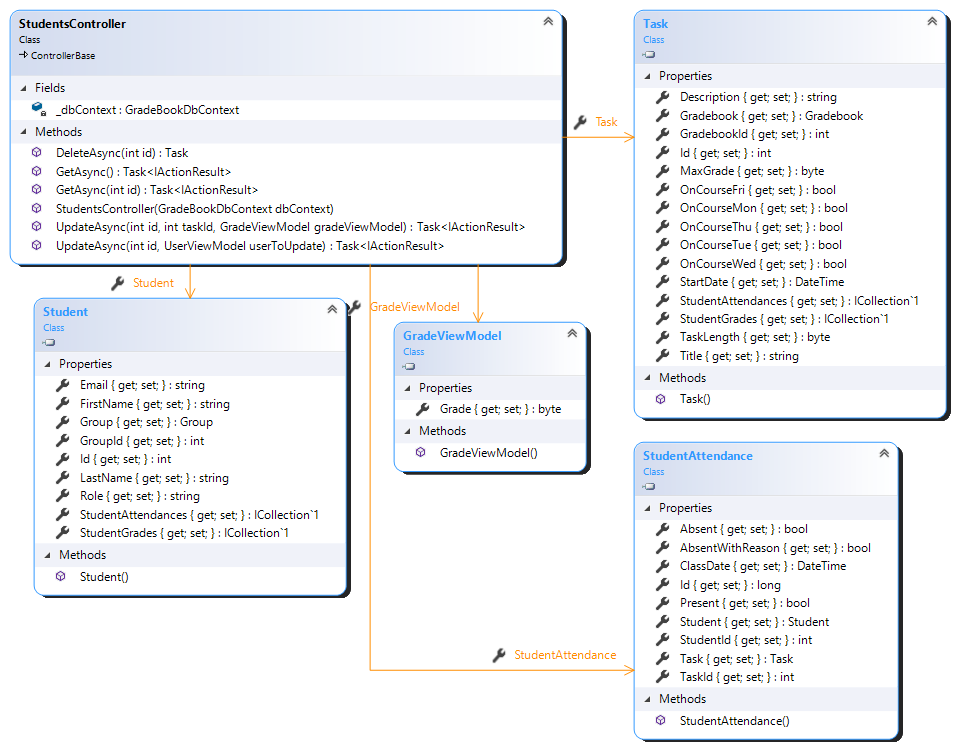 StudentsController
Class
ControllerBase
Fields
_dbContext : GradeBookDbContext
Methods
DeleteAsync(int id) : Task
GetAsync() : Task<IActionResult>
GetAsync(int id) : Task<IActionResult>
StudentsController(GradeBookDbContext dbContext)
UpdateAsync(int id, int taskId, GradeViewModel gradeViewModel) : Task<IActionResult>
UpdateAsync(int id, UserViewModel userToUpdate) : Task<IActionResult>
Task
Task
Class
Properties
Description { get; set; } : string
Gradebook { get; set; } : Gradebook
GradebookId { get; set; } : int
Id { get; set; } : int
MaxGrade { get; set; } : byte
OnCourseFri { get; set; } : bool
OnCourseMon { get; set; } : bool
OnCourseThu { get; set; } : bool
OnCourseTue { get; set; } : bool
OnCourseWed { get; set; } : bool
StartDate { get; set; } : DateTime
StudentAttendances { get; set; } : ICollection`1
StudentGrades { get; set; } : ICollection`1
TaskLength { get; set; } : byte
Title { get; set; } : string
Methods
Task()
Student
Student
Class
Properties
Email { get; set; } : string
FirstName { get; set; } : string
Group { get; set; } : Group
GroupId { get; set; } : int
Id { get; set; } : int
LastName { get; set; } : string
Role { get; set; } : string
StudentAttendances { get; set; } : ICollection`1
StudentGrades { get; set; } : ICollection`1
Methods
Student()
GradeViewModel
GradeViewModel
Class
Properties
Grade { get; set; } : byte
Methods
GradeViewModel()
StudentAttendance
StudentAttendance
Class
Properties
Absent { get; set; } : bool
AbsentWithReason { get; set; } : bool
ClassDate { get; set; } : DateTime
Id { get; set; } : long
Present { get; set; } : bool
Student { get; set; } : Student
StudentId { get; set; } : int
Task { get; set; } : Task
TaskId { get; set; } : int
Methods
StudentAttendance()